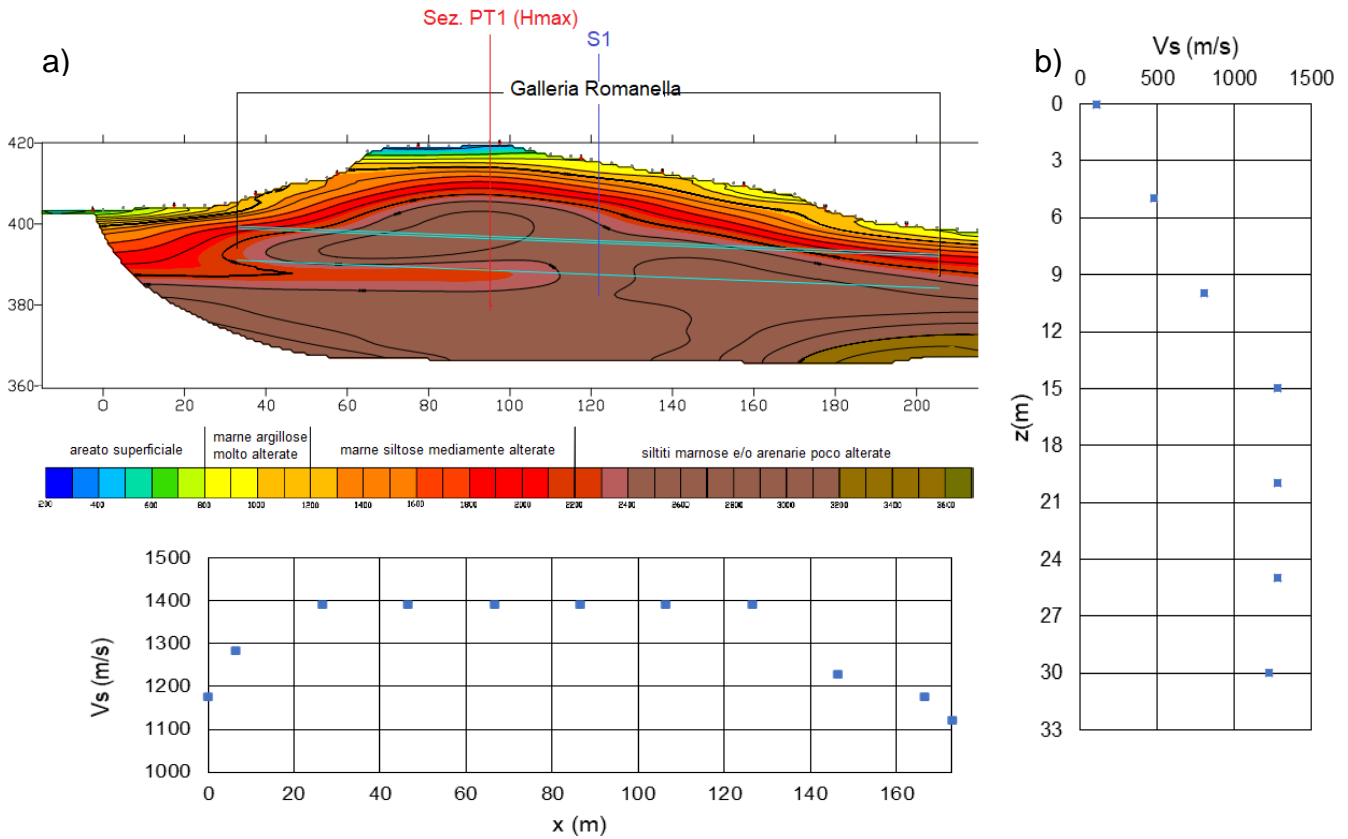 Sez. PT1 (Hmax)
S1
a)
Galleria Romanella
420
400
380
360
0 20 40 60 80 100 120 140 160 180 200
areato superficiale
marne argillose
molto alterate
marne siltose mediamente alterate
siltiti marnose e/o arenarie poco alterate
200 400 600 800 1000 1200 1400 1600 1800 2000 2200 2400 2600 2800 3000 3200 3400 3600
1500
1400
1300
1200
1100
1000
Vs (m/s)
0 20 40 60 80 100 120 140 160
x (m)
b)
Vs (m/s)
0 500 1000 1500
0
3
6
9
12
15
18
21
24
27
30
33
z(m)